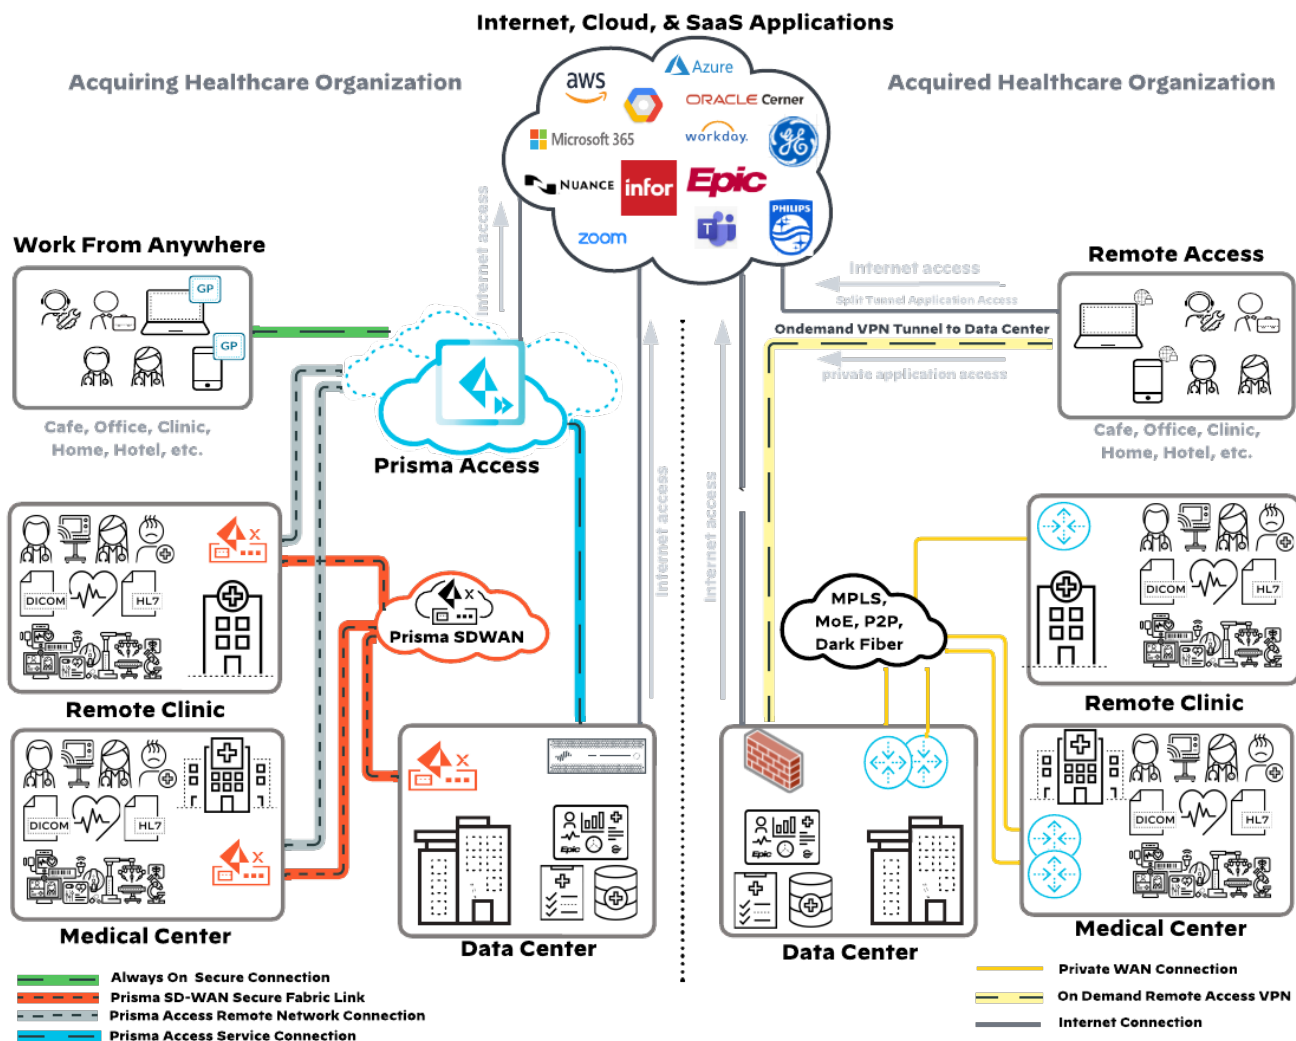 Internet, Cloud, & SaaS Applications
Acquiring Healthcare Organization
Acquired Healthcare Organization
aws
Azure
ORACLE Cerner
Microsoft 365
workday.
GE
NUANCE
infor
Epic
PHILIPS
T
zoom
Internet access
Work From Anywhere
GP
GP
Cafe, Office, Clinic,
Home, Hotel, etc.
Prisma Access
Remote Access
Internet access
Split Tunnel Application Access
Ondemand VPN Tunnel to Data Center
private application access
Cafe, Office, Clinic,
Home, Hotel, etc.
Internet access
Internet access
X
DICOM
HL7
Remote Clinic
X
Prisma SDWAN
MPLS,
MoE, P2P,
Dark Fiber
DICOM
HL7
Remote Clinic
DICOM
HL7
X
Medical Center
X
Epic
Data Center
Epic
Data Center
DICOM
HL7
Medical Center
Always On Secure Connection
Prisma SD-WAN Secure Fabric Link
Prisma Access Remote Network Connection
Prisma Access Service Connection
Private WAN Connection
On Demand Remote Access VPN
Internet Connection